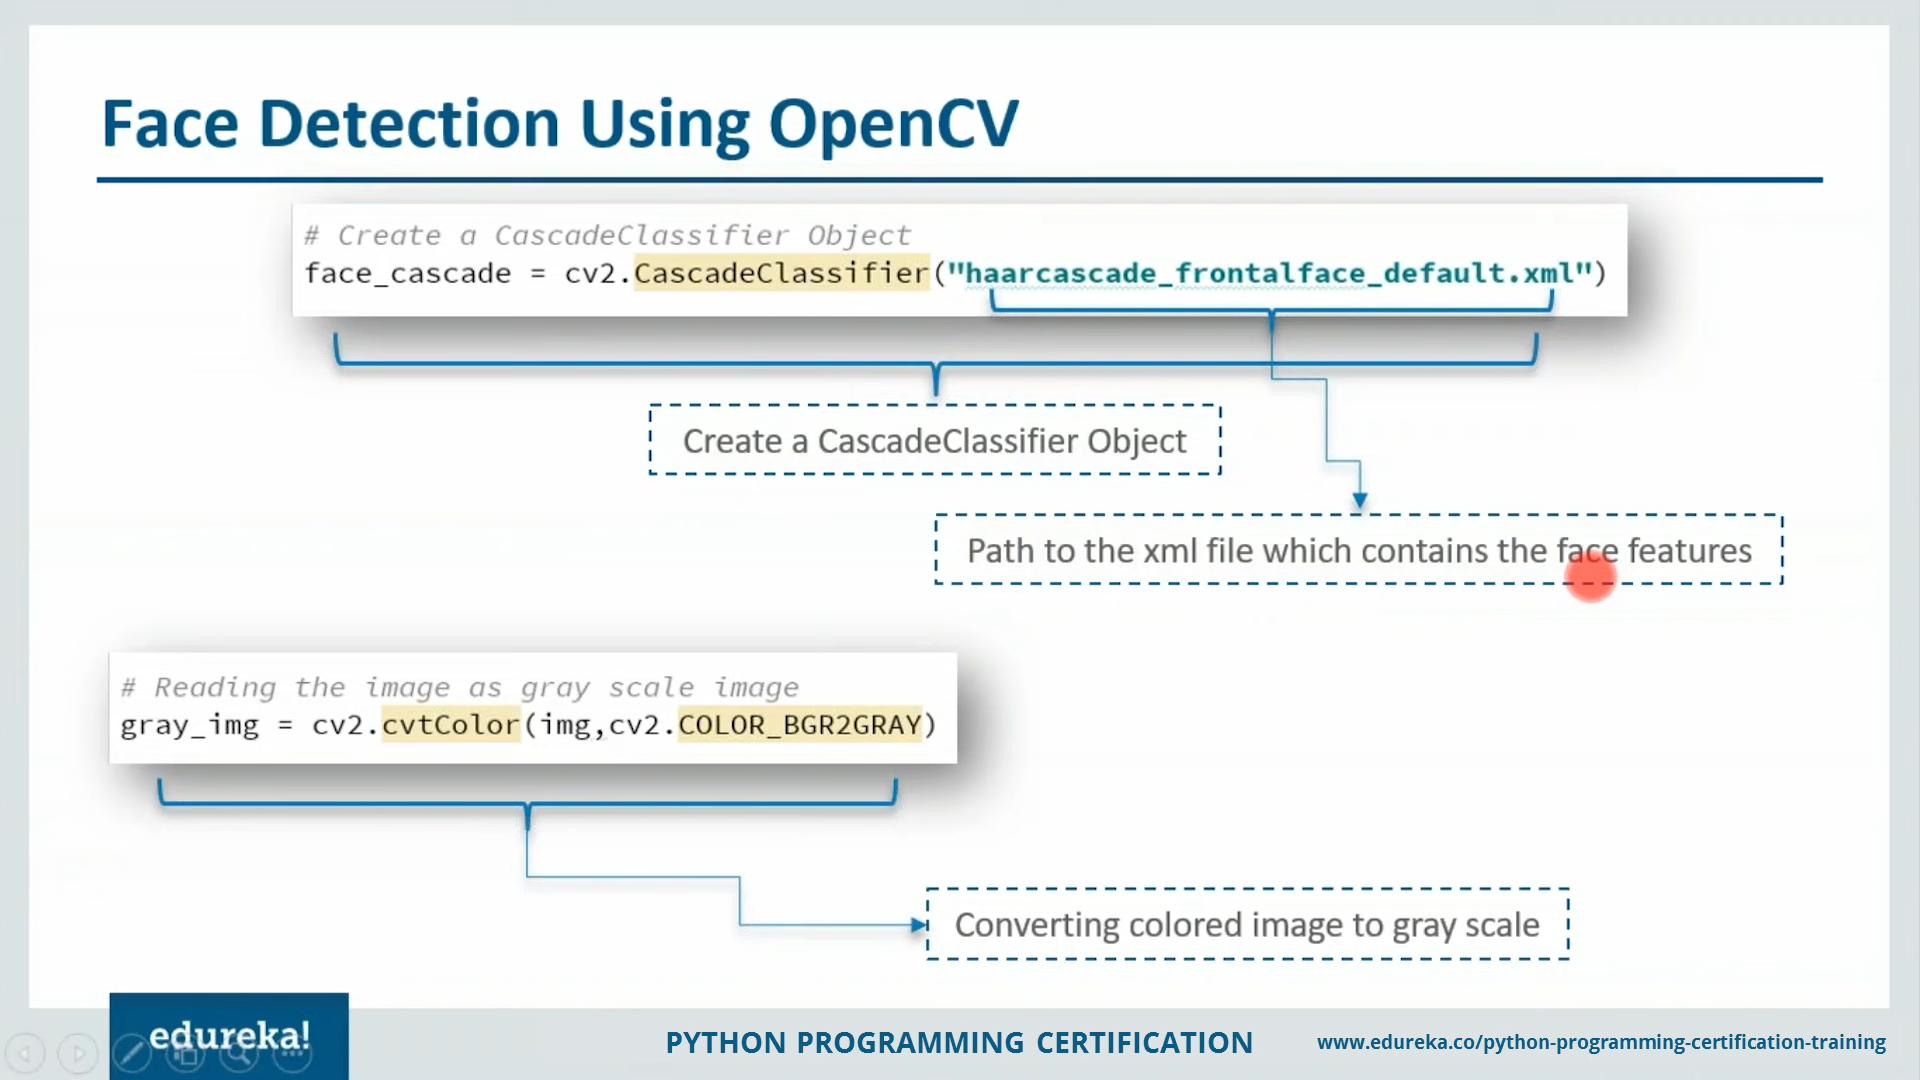 Face Detection Using OpenCV
# Create a CascadeClassifier Object
face_cascade = cv2.CascadeClassifier("haarcascade_frontalface_default.xml")
Create a CascadeClassifier Object
Path to the xml file which contains the face features
# Reading the image as gray scale image
gray_img = cv2.cvtColor(img,cv2.COLOR_BGR2GRAY)
Converting colored image to gray scale
edureka!
PYTHON PROGRAMMING CERTIFICATION
www.edureka.co/python-programming-certification-training